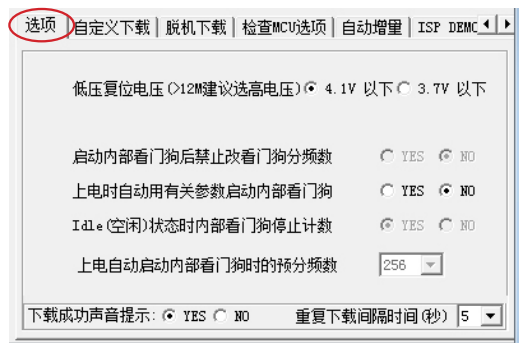 选项 自定义下载 脱机下载 检查MCU选项 自动增量 ISP DEMO
低压复位电压(>12M建议选高电压) 4.1V 以下 3.7V 以下
启动内部看门狗后禁止改看门狗分频数 YES NO
上电时自动用有关参数启动内部看门狗 YES NO
Idle(空闲)状态时内部看门狗停止计数 YES NO
上电自动启动内部看门狗时的预分频数 256
下载成功声音提示: YES NO 重复下载间隔时间(秒) 5